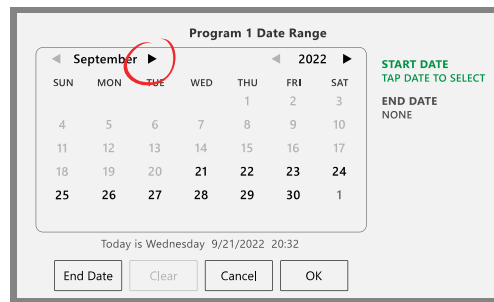 Program 1 Date Range
◀ September ▶ ◀ 2022 ▶
SUN MON TUE WED THU FRI SAT
1 2 3
4 5 6 7 8 9 10
11 12 13 14 15 16 17
18 19 20 21 22 23 24
25 26 27 28 29 30 1
START DATE
TAP DATE TO SELECT
END DATE
NONE
Today is Wednesday 9/21/2022 20:32
End Date Clear Cancel OK